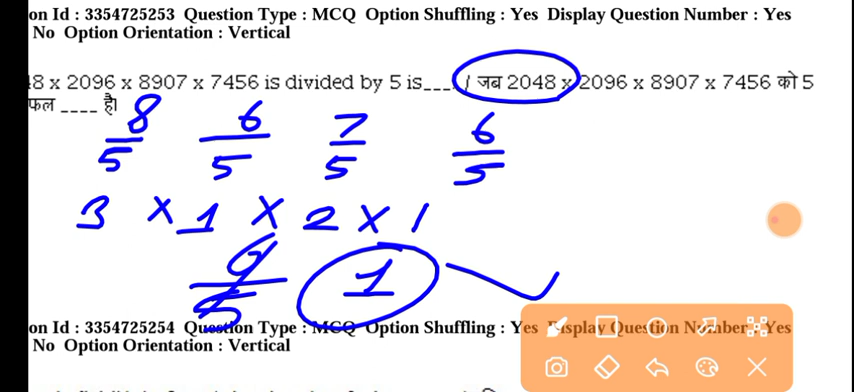 on Id : 3354725253 Question Type : MCQ Option Shuffling : Yes Display Question Number : Yes
No Option Orientation : Vertical
48 x 2096 x 8907 x 7456 is divided by 5 is____ / जब 2048 x 2096 x 8907 x 7456 को 5
फल ____ है।
8/5 6/5 7/5 6/5
3 x 1 x 2 x 1
1
on Id : 3354725254 Question Type : MCQ Option Shuffling : Yes Display Question Number : Yes
No Option Orientation : Vertical